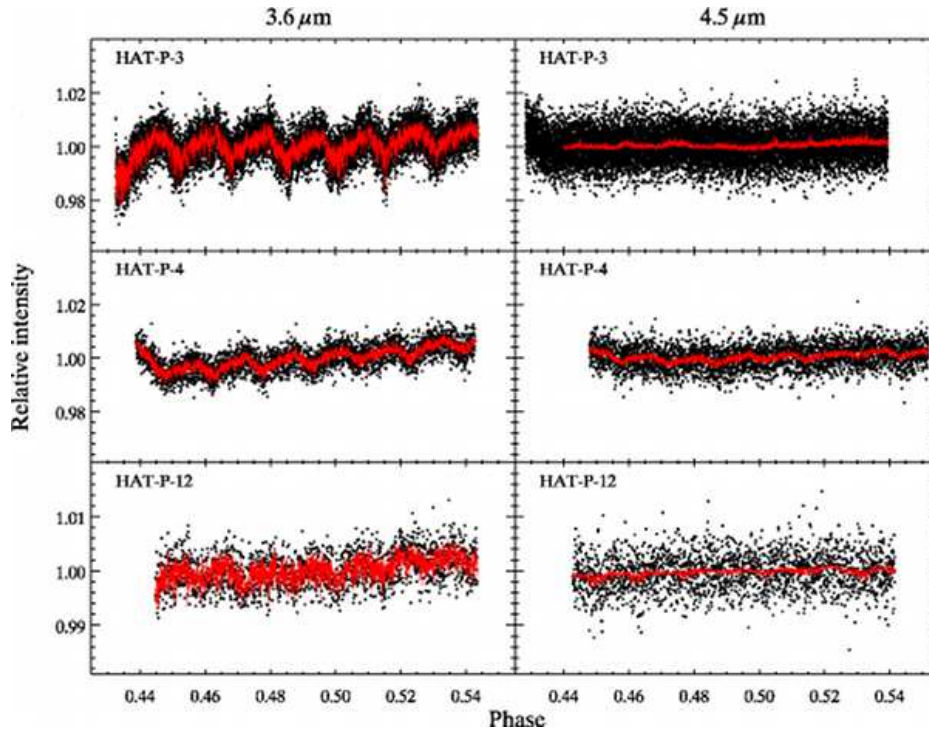 3.6 μm 4.5 μm
HAT-P-3 HAT-P-3
1.02
1.00
0.98
HAT-P-4 HAT-P-4
1.02
1.00
0.98
HAT-P-12 HAT-P-12
1.01
1.00
0.99
Relative intensity
0.44 0.46 0.48 0.50 0.52 0.54 0.44 0.46 0.48 0.50 0.52 0.54
Phase